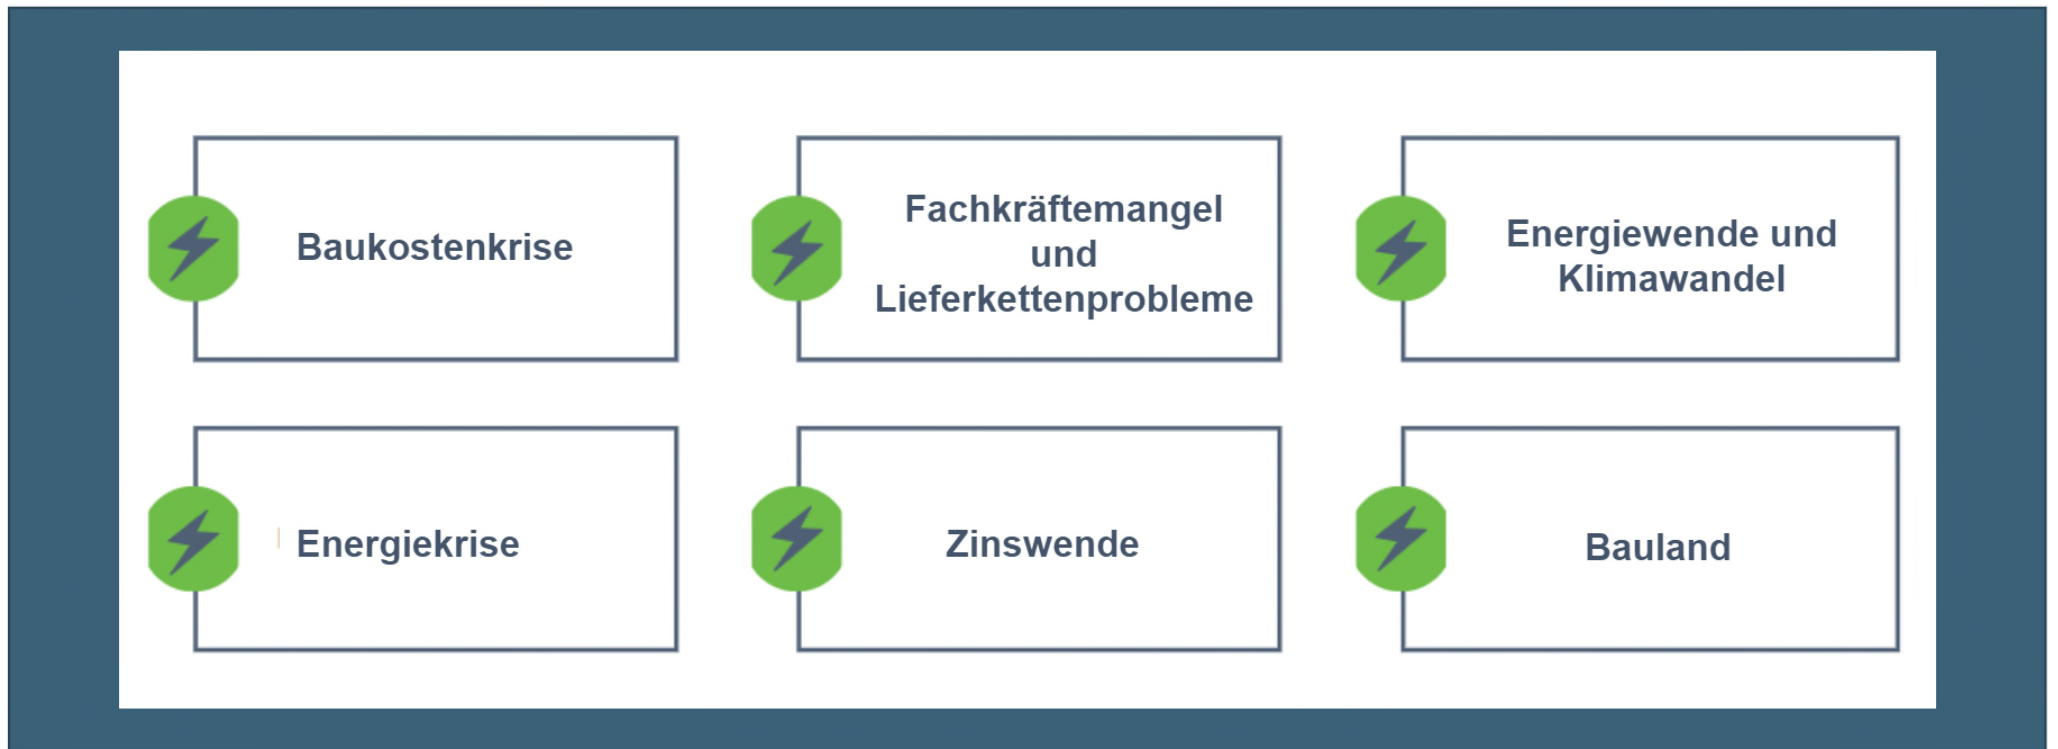 Baukostenkrise
Fachkräftemangel
und
Lieferkettenprobleme
Energiewende und
Klimawandel
Energiekrise
Zinswende
Bauland